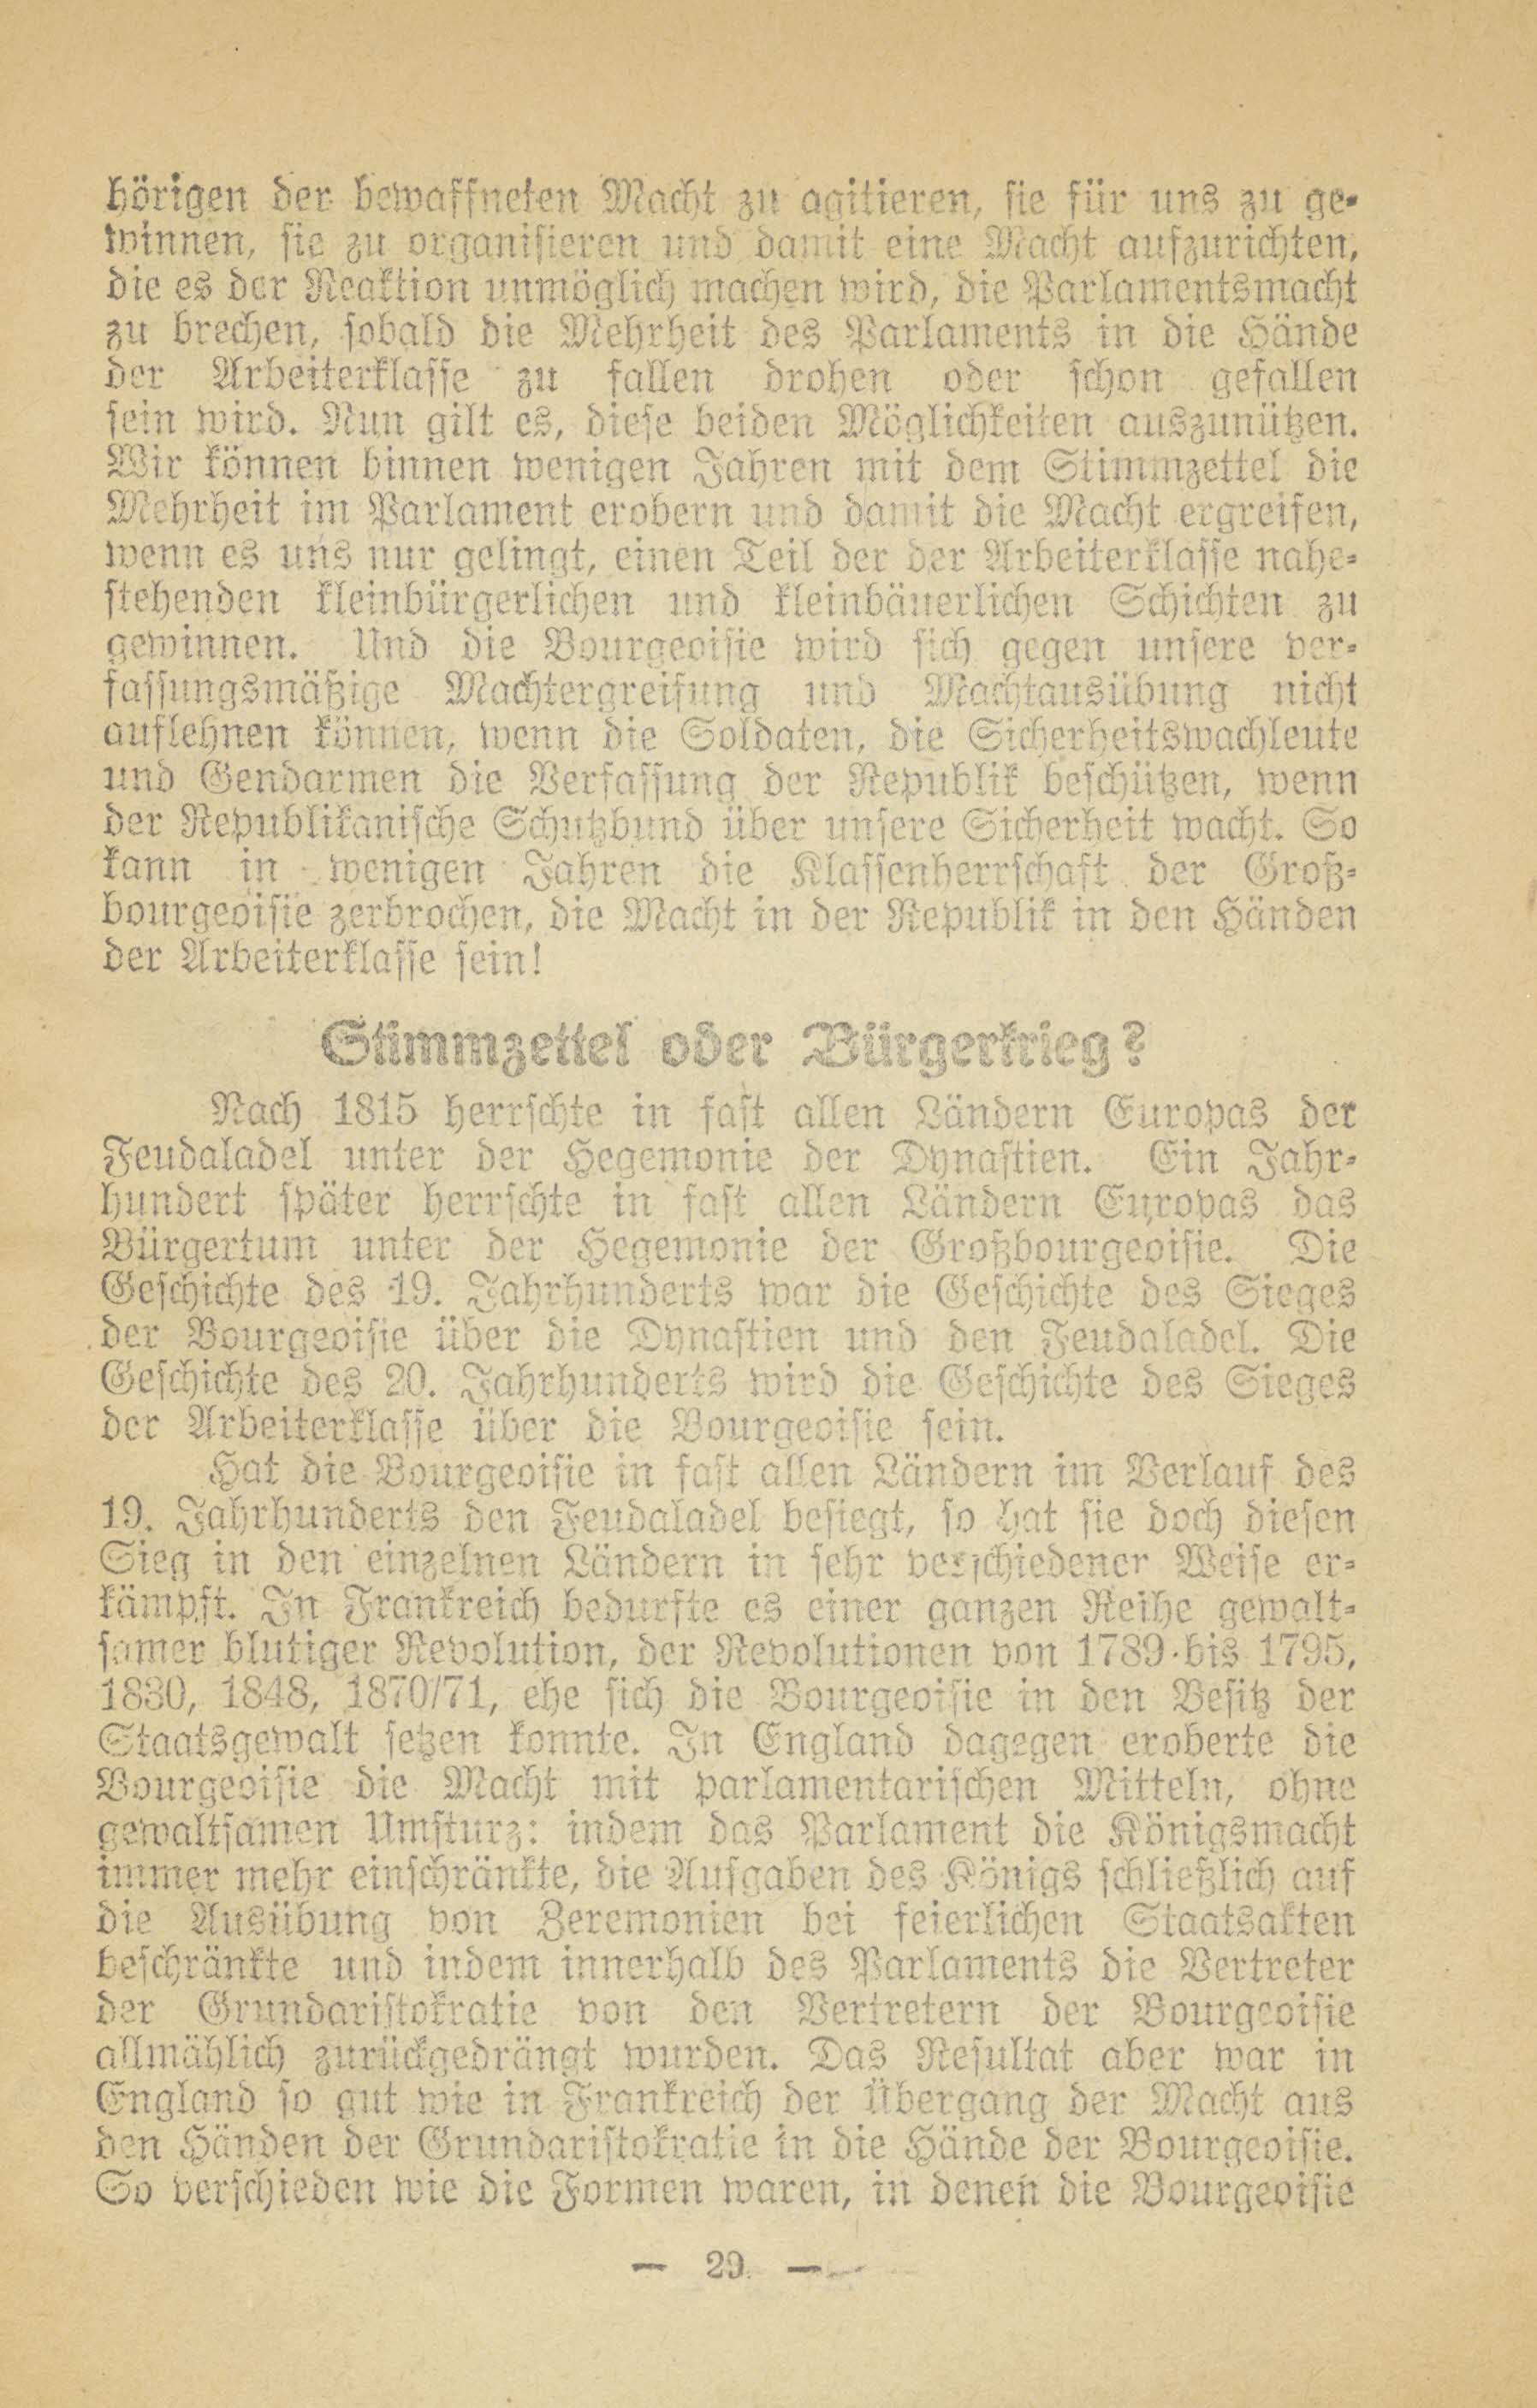 hörigen der bewaffneten Macht zu agitieren, sie für uns zu ge-
winnen, sie zu organisieren und damit eine Macht aufzurichten,
die es der Reaktion unmöglich machen wird, die Parlamentsmacht
zu brechen, sobald die Mehrheit des Parlaments in die Hände
der Arbeiterklasse zu fallen drohen oder schon gefallen
sein wird. Nun gilt es, diese beiden Möglichkeiten auszunützen.
Wir können binnen wenigen Jahren mit dem Stimmzettel die
Mehrheit im Parlament erobern und damit die Macht ergreifen,
wenn es uns nur gelingt, einen Teil der der Arbeiterklasse nahe-
stehenden kleinbürgerlichen und kleinbäuerlichen Schichten zu
gewinnen. Und die Bourgeoisie wird sich gegen unsere ver-
fassungsmäßige Machtergreifung und Machtausübung nicht
auflehnen können, wenn die Soldaten, die Sicherheitswachleute
und Gendarmen die Verfassung der Republik beschützen, wenn
der Republikanische Schutzbund über unsere Sicherheit wacht. So
kann in wenigen Jahren die Klassenherrschaft der Groß-
bourgeoisie zerbrochen, die Macht in der Republik in den Händen
der Arbeiterklasse sein!
Stimmzettel oder Bürgerkrieg?
Nach 1815 herrschte in fast allen Ländern Europas der
Feudaladel unter der Hegemonie der Dynastien. Ein Jahr-
hundert später herrschte in fast allen Ländern Europas das
Bürgertum unter der Hegemonie der Großbourgeoisie. Die
Geschichte des 19. Jahrhunderts war die Geschichte des Sieges
der Bourgeoisie über die Dynastien und den Feudaladel. Die
Geschichte des 20. Jahrhunderts wird die Geschichte des Sieges
der Arbeiterklasse über die Bourgeoisie sein.
Hat die Bourgeoisie in fast allen Ländern im Verlauf des
19. Jahrhunderts den Feudaladel besiegt, so hat sie doch diesen
Sieg in den einzelnen Ländern in sehr verschiedener Weise er-
kämpft. In Frankreich bedurfte es einer ganzen Reihe gewalt-
samer blutiger Revolution, der Revolutionen von 1789 bis 1795,
1830, 1848, 1870/71, ehe sich die Bourgeoisie in den Besitz der
Staatsgewalt setzen konnte. In England dagegen eroberte die
Bourgeoisie die Macht mit parlamentarischen Mitteln, ohne
gewaltsamen Umsturz: indem das Parlament die Königsmacht
immer mehr einschränkte, die Aufgaben des Königs schließlich auf
die Ausübung von Zeremonien bei feierlichen Staatsakten
beschränkte und indem innerhalb des Parlaments die Vertreter
der Grundaristokratie von den Vertretern der Bourgeoisie
allmählich zurückgedrängt wurden. Das Resultat aber war in
England so gut wie in Frankreich der Übergang der Macht aus
den Händen der Grundaristokratie in die Hände der Bourgeoisie.
So verschieden wie die Formen waren, in denen die Bourgeoisie
— 29 —